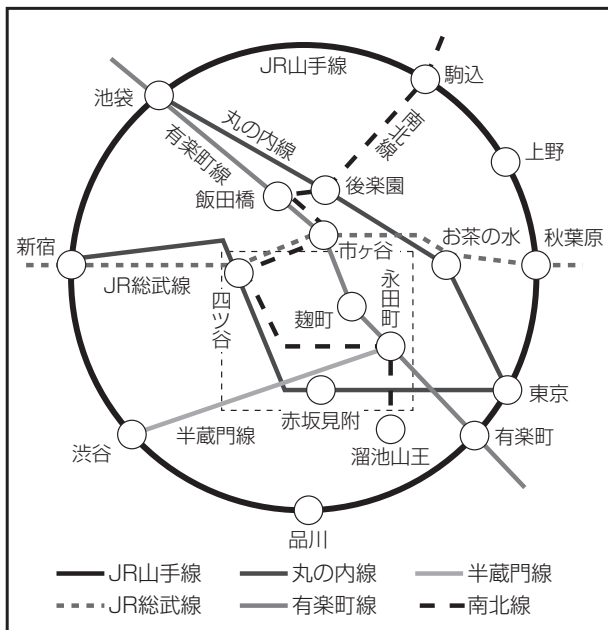 JR山手線
駒込
池袋
丸の内線
南北線
有楽町線
上野
飯田橋
後楽園
新宿
市ヶ谷
お茶の水
秋葉原
JR総武線
四ツ谷
麹町
永田町
東京
赤坂見附
半蔵門線
渋谷
溜池山王
有楽町
品川
JR山手線 丸の内線 半蔵門線
JR総武線 有楽町線 南北線